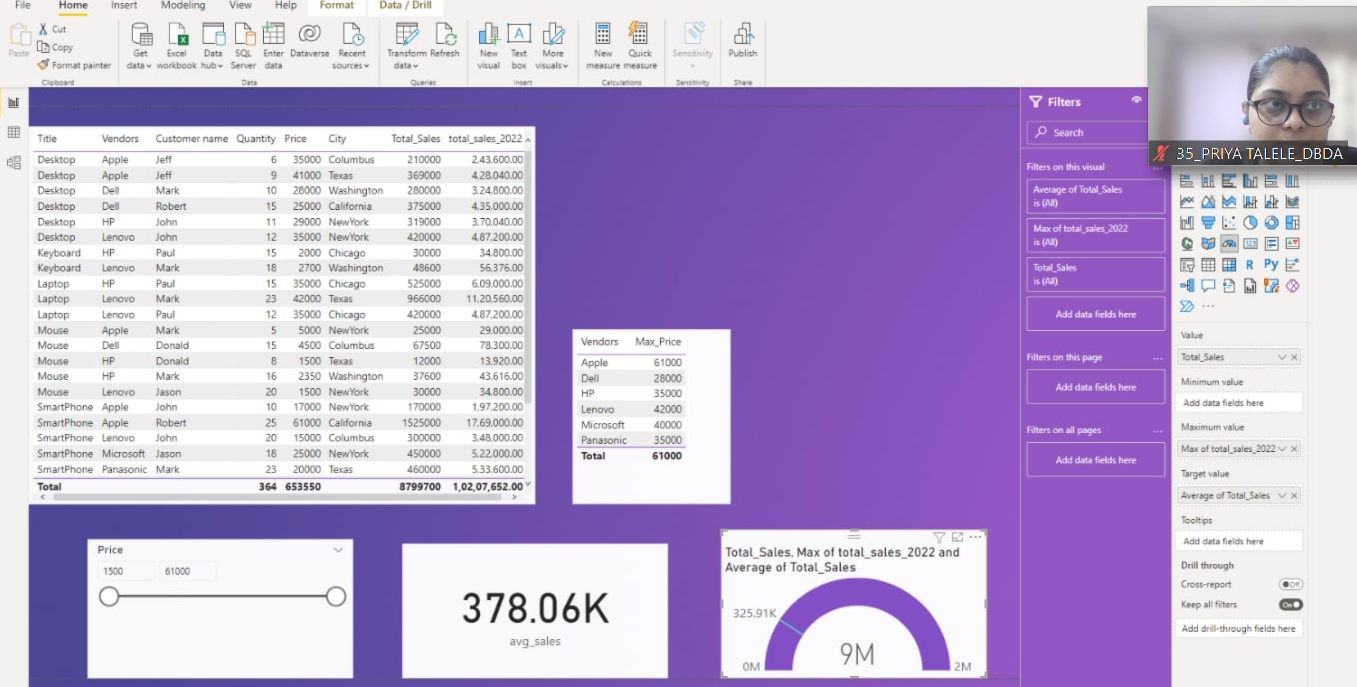 File Home Insert Modeling View Help Format Data / Drill
Paste
Cut
Copy
Format painter
Clipboard
Get data
Excel workbook
Data hub
SQL Server
Enter data
Dataverse
Recent sources
Data
Transform data
Refresh
Queries
New visual
Text box
More visuals
Insert
New measure
Quick measure
Calculations
Sensitivity
Sensitivity
Publish
Share
Title Vendors Customer name Quantity Price City Total_Sales total_sales_2022
Desktop Apple Jeff 6 35000 Columbus 210000 2,43,600.00
Desktop Apple Jeff 9 41000 Texas 369000 4,28,040.00
Desktop Dell Mark 10 28000 Washington 280000 3,24,800.00
Desktop Dell Robert 15 25000 California 375000 4,35,000.00
Desktop HP John 11 29000 NewYork 319000 3,70,040.00
Desktop Lenovo John 12 35000 NewYork 420000 4,87,200.00
Keyboard HP Paul 15 2000 Chicago 30000 34,800.00
Keyboard Lenovo Mark 18 2700 Washington 48600 56,376.00
Laptop HP Paul 15 35000 Chicago 525000 6,09,000.00
Laptop Lenovo Mark 23 42000 Texas 966000 11,20,560.00
Laptop Lenovo Paul 12 35000 Chicago 420000 4,87,200.00
Mouse Apple Mark 5 5000 NewYork 25000 29,000.00
Mouse Dell Donald 15 4500 Columbus 67500 78,300.00
Mouse HP Donald 8 1500 Texas 12000 13,920.00
Mouse HP Mark 16 2350 Washington 37600 43,616.00
Mouse Lenovo Jason 20 1500 NewYork 30000 34,800.00
SmartPhone Apple John 10 17000 NewYork 170000 1,97,200.00
SmartPhone Apple Robert 25 61000 California 1525000 17,69,000.00
SmartPhone Lenovo John 20 15000 Columbus 300000 3,48,000.00
SmartPhone Microsoft Jason 18 25000 NewYork 450000 5,22,000.00
SmartPhone Panasonic Mark 23 20000 Texas 460000 5,33,600.00
Total 364 653550 8799700 1,02,07,652.00
Vendors Max_Price
Apple 61000
Dell 28000
HP 35000
Lenovo 42000
Microsoft 40000
Panasonic 35000
Total 61000
Price
1500 61000
378.06K
avg_sales
Total_Sales, Max of total_sales_2022 and
Average of Total_Sales
325.91K
9M
0M 2M
Filters
Search
Filters on this visual
Average of Total_Sales
is (All)
Max of total_sales_2022
is (All)
Total_Sales
is (All)
Add data fields here
Filters on this page
Add data fields here
Filters on all pages
Add data fields here
35_PRIYA TALELE_DBDA
R Py
Value
Total_Sales
Minimum value
Add data fields here
Maximum value
Max of total_sales_2022
Target value
Average of Total_Sales
Tooltips
Add data fields here
Drill through
Cross-report Off
Keep all filters On
Add drill-through fields here